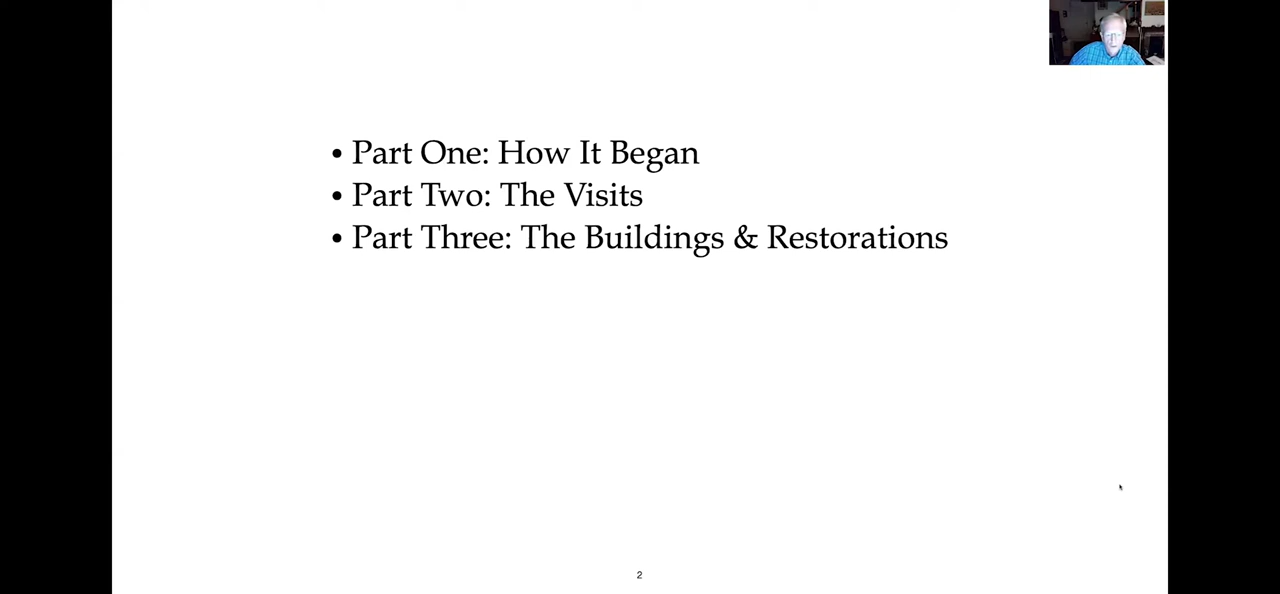 • Part One: How It Began
• Part Two: The Visits
• Part Three: The Buildings & Restorations
2